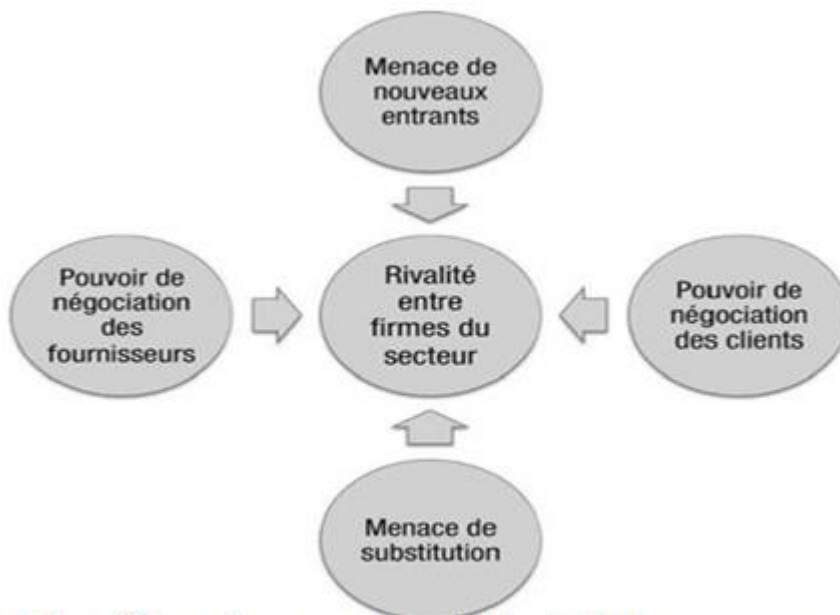 Menace de
nouveaux
entrants
Pouvoir de
négociation
des
fournisseurs
Rivalité
entre
firmes du
secteur
Pouvoir de
négociation
des clients
Menace de
substitution